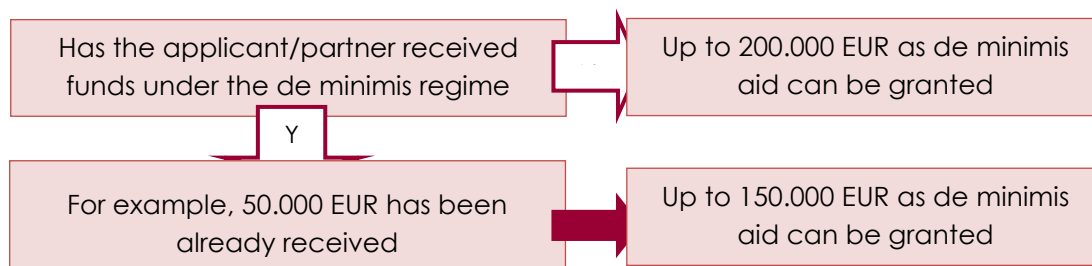 Has the applicant/partner received
funds under the de minimis regime
Up to 200.000 EUR as de minimis
aid can be granted
Y
For example, 50.000 EUR has been
already received
Up to 150.000 EUR as de minimis
aid can be granted